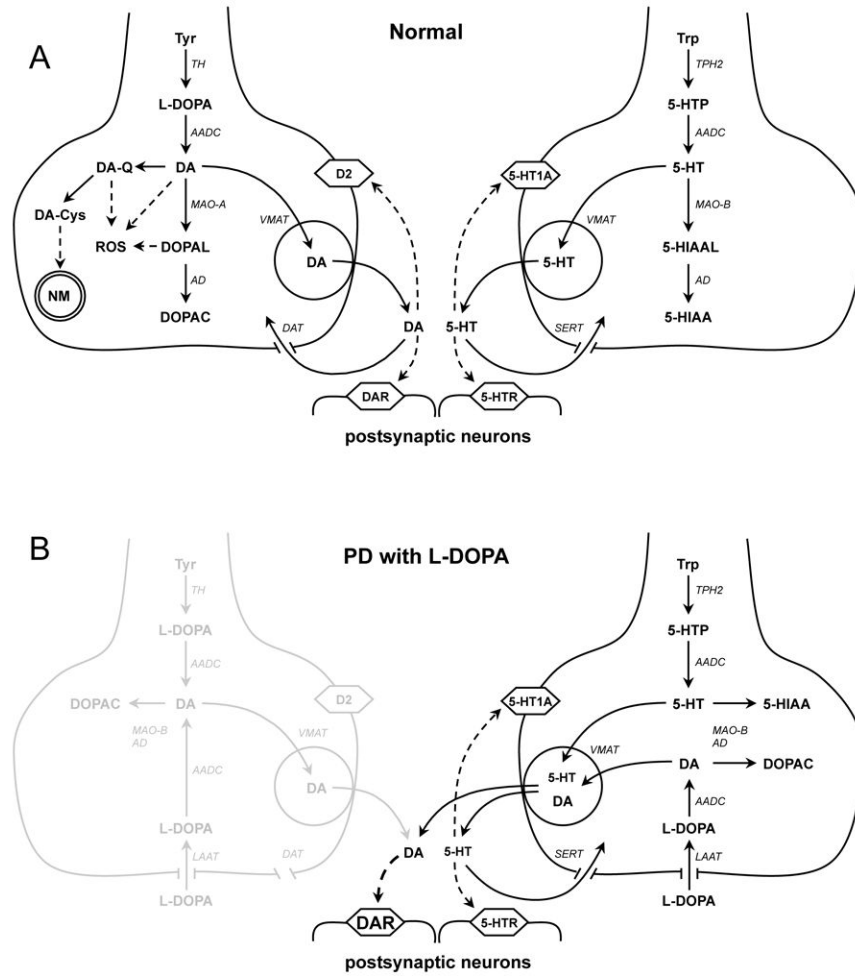 A
Normal
Tyr
TH
L-DOPA
AADC
DA-Q
DA
D2
DA-Cys
MAO-A
VMAT
ROS
DOPAL
DA
NM
AD
DOPAC
DAT
DA
DAR
Trp
TPH2
5-HTP
AADC
5-HT1A
5-HT
VMAT
MAO-B
5-HT
5-HIAAL
AD
5-HT
SERT
5-HIAA
5-HTR
postsynaptic neurons
B
PD with L-DOPA
Tyr
TH
L-DOPA
AADC
DOPAC
DA
D2
MAO-B
AD
VMAT
AADC
DA
L-DOPA
LAAT
DAT
L-DOPA
DA
DAR
Trp
TPH2
5-HTP
AADC
5-HT1A
5-HT
5-HIAA
VMAT
MAO-B
AD
5-HT
DA
DA
DOPAC
AADC
L-DOPA
5-HT
SERT
LAAT
L-DOPA
5-HTR
postsynaptic neurons